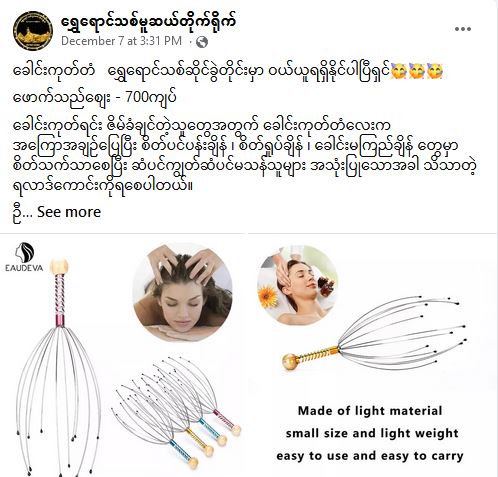 ရွှေရောင်သစ်မူဆယ်တိုက်ရိုက်
December 7 at 3:31 PM ·
ခေါင်းကုတ်တံ ရွှေရောင်သစ်ဆိုင်ခွဲတိုင်းမှာ ဝယ်ယူရရှိနိုင်ပါပြီရှင်🥳🥳🥳
ဖောက်သည်ဈေး - 700ကျပ်
ခေါင်းကုတ်ရင်း ဇိမ်ခံချင်တဲ့သူတွေအတွက် ခေါင်းကုတ်တံလေးက
အကြောအချဉ်ပြေပြီး စိတ်ပင်ပန်းချိန် ၊ စိတ်ရှုပ်ချိန် ၊ ခေါင်းမကြည်ချိန် တွေမှာ
စိတ်သက်သာစေပြီး ဆံပင်ကျွတ်ဆံပင်မသန်သူများ အသုံးပြုသောအခါ သိသာတဲ့
ရလာဒ်ကောင်းကိုရစေပါတယ်။
ဦ... See more
EAUDEVA
Made of light material
small size and light weight
easy to use and easy to carry